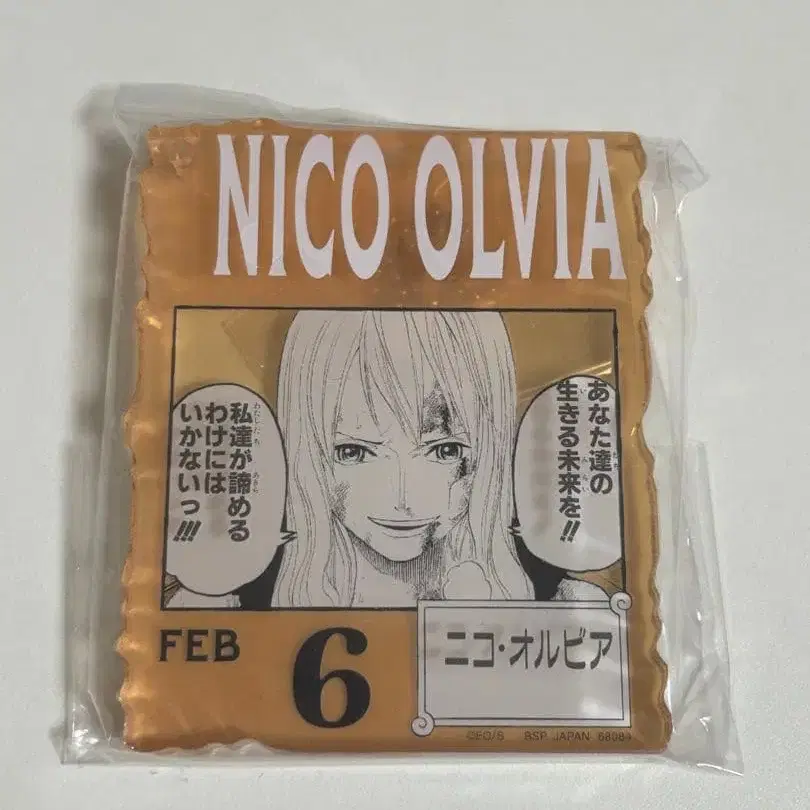 NICO OLVIA
あなた達の
生きる未来を!!
私達が諦める
わけには
いかないっ!!!
FEB
6
ニコ・オルビア
©EO/S BSP JAPAN